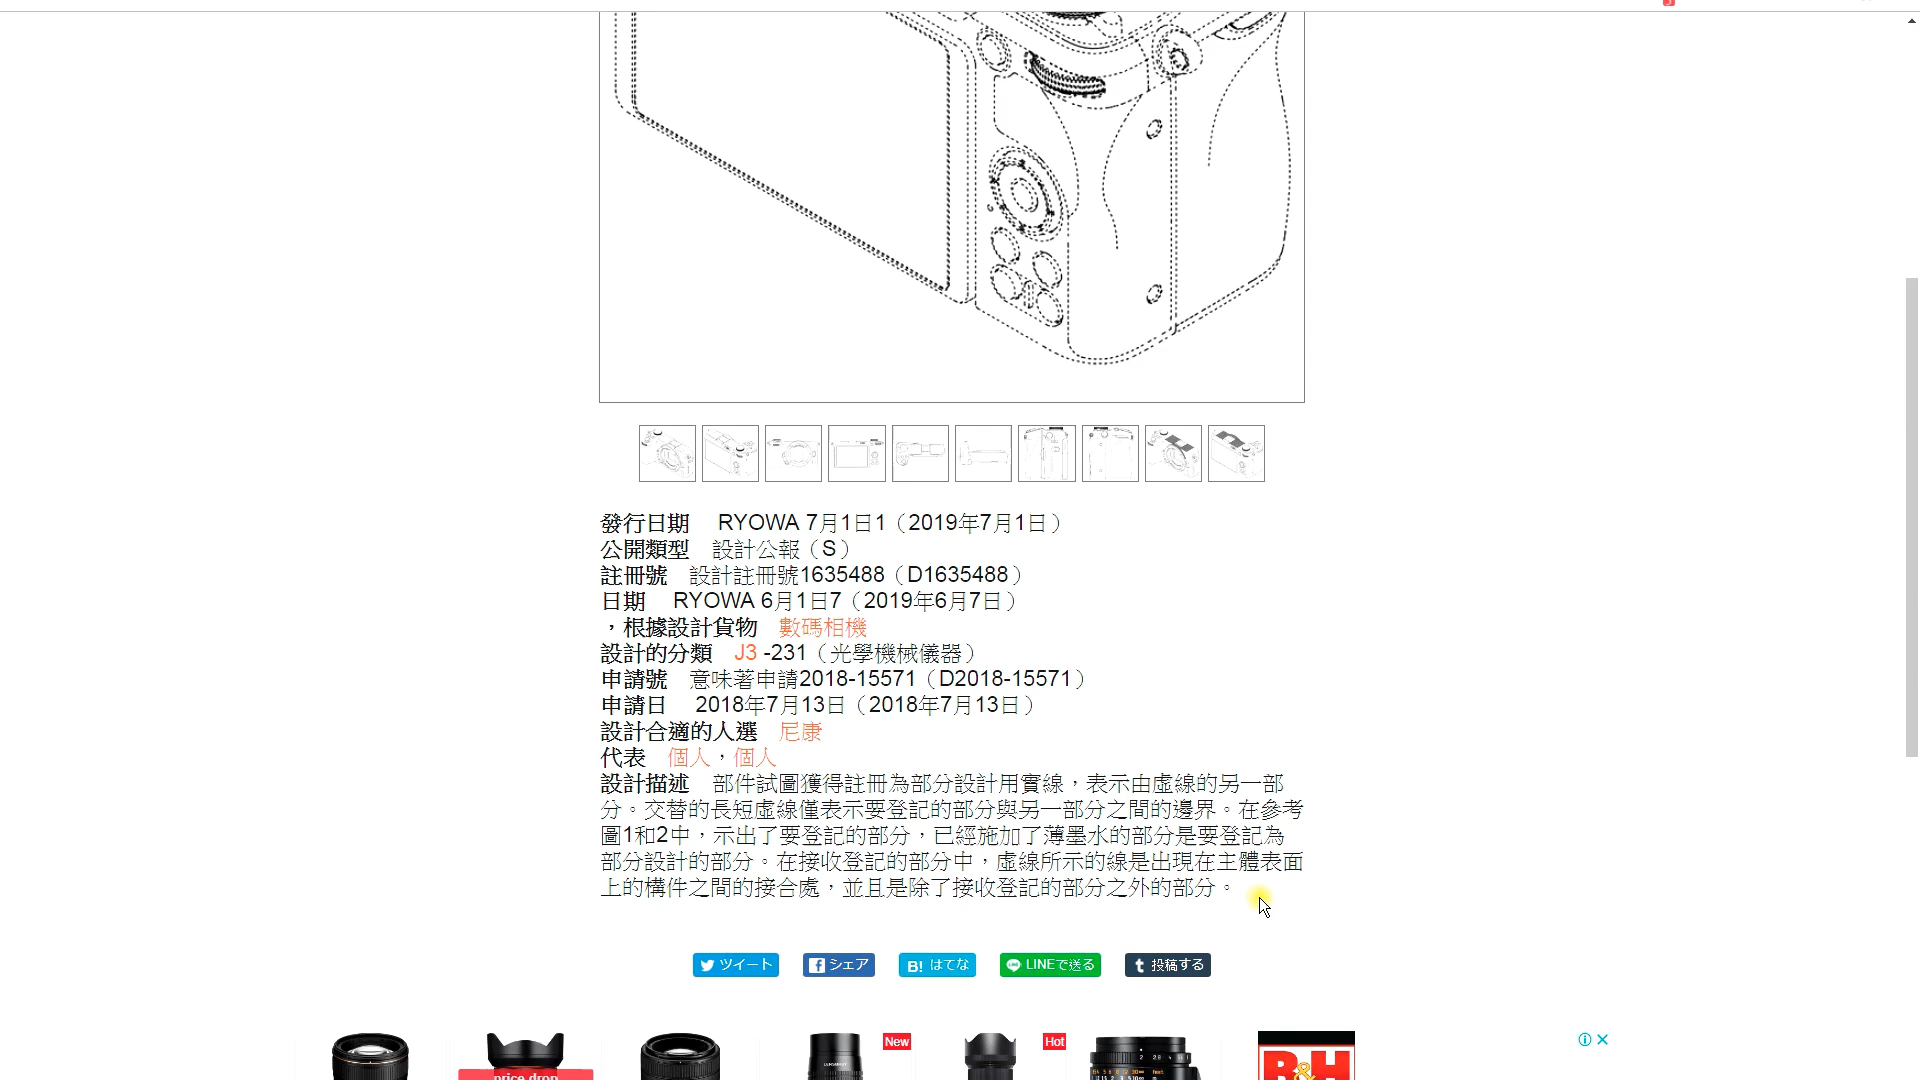 發行日期 RYOWA 7月1日1（2019年7月1日）
公開類型 設計公報（S）
註冊號 設計註冊號1635488（D1635488）
日期 RYOWA 6月1日7（2019年6月7日）
，根據設計貨物 數碼相機
設計的分類 J3 -231（光學機械儀器）
申請號 意味著申請2018-15571（D2018-15571）
申請日 2018年7月13日（2018年7月13日）
設計合適的人選 尼康
代表 個人，個人
設計描述 部件試圖獲得註冊為部分設計用實線，表示由虛線的另一部
分。交替的長短虛線僅表示要登記的部分與另一部分之間的邊界。在參考
圖1和2中，示出了要登記的部分，已經施加了薄墨水的部分是要登記為
部分設計的部分。在接收登記的部分中，虛線所示的線是出現在主體表面
上的構件之間的接合處，並且是除了接收登記的部分之外的部分。
ツイート シェア B! はてな LINEで送る t 投稿する
New Hot
price drop
B&H